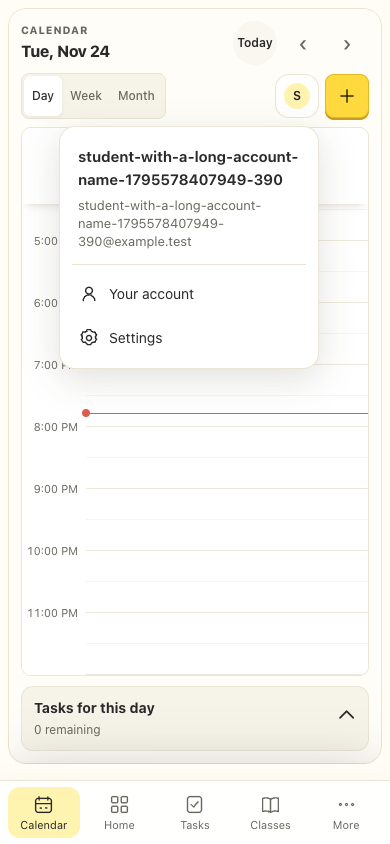 CALENDAR
Tue, Nov 24
Today
Day
Week
Month
S
student-with-a-long-account-
name-1795578407949-390
student-with-a-long-account-
name-1795578407949-
390@example.test
Your account
Settings
5:00
6:00
7:00 P
8:00 PM
9:00 PM
10:00 PM
11:00 PM
Tasks for this day
0 remaining
Calendar
Home
Tasks
Classes
More